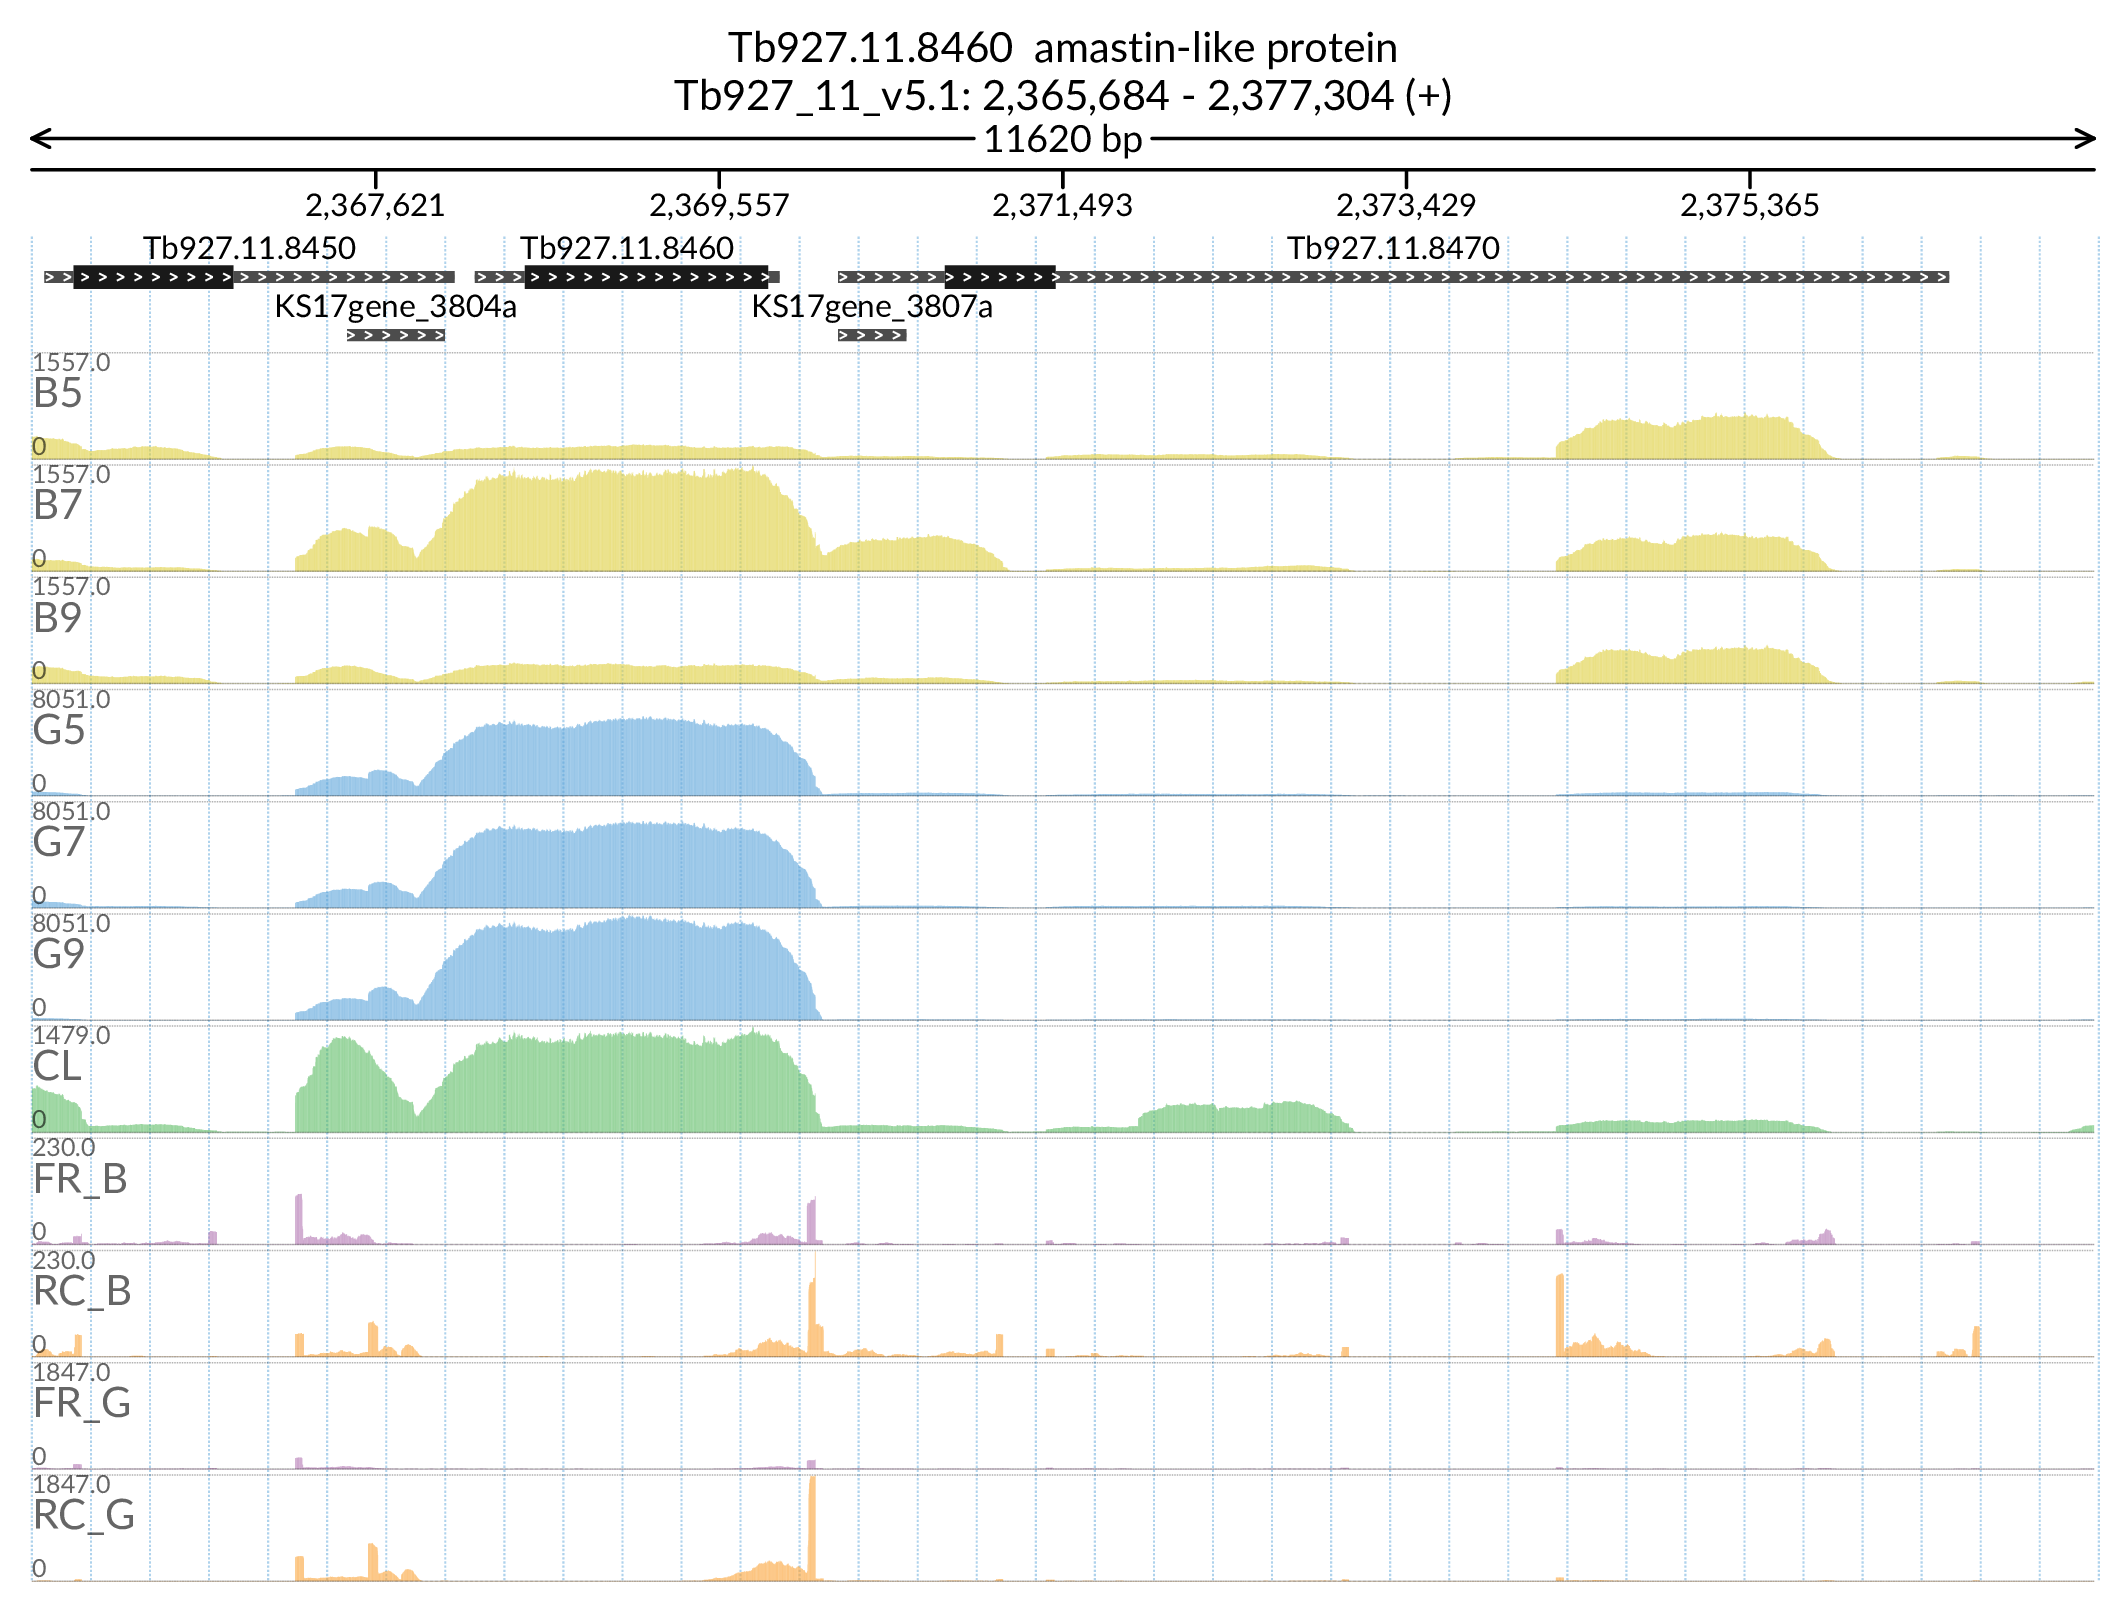 Tb927.11.8460 amastin-like protein
Tb927_11_v5.1: 2,365,684 - 2,377,304 (+)
11620 bp
2,367,621 2,369,557 2,371,493 2,373,429 2,375,365
Tb927.11.8450 Tb927.11.8460 Tb927.11.8470
KS17gene_3804a KS17gene_3807a
1557.0
B5
0
1557.0
B7
0
1557.0
B9
0
8051.0
G5
0
8051.0
G7
0
8051.0
G9
0
1479.0
CL
0
230.0
FR_B
0
230.0
RC_B
0
1847.0
FR_G
0
1847.0
RC_G
0